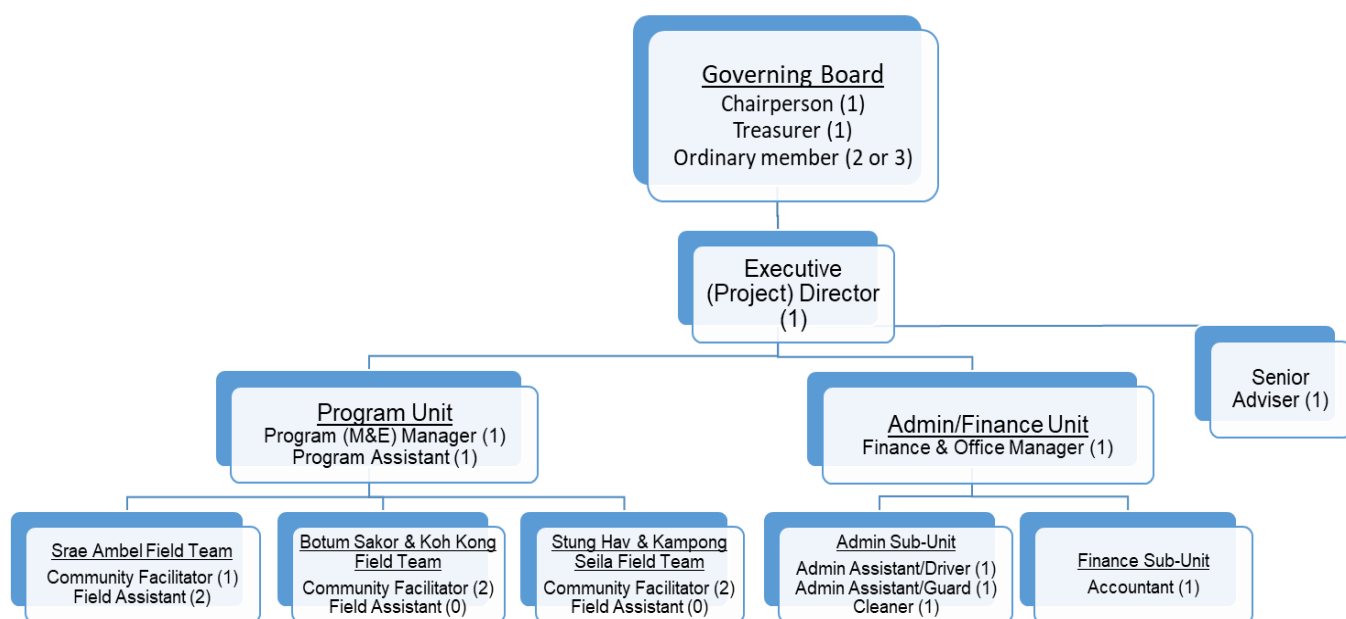 Governing Board
Chairperson (1)
Treasurer (1)
Ordinary member (2 or 3)
Executive
(Project) Director
(1)
Senior
Adviser (1)
Program Unit
Program (M&E) Manager (1)
Program Assistant (1)
Admin/Finance Unit
Finance & Office Manager (1)
Srae Ambel Field Team
Community Facilitator (1)
Field Assistant (2)
Botum Sakor & Koh Kong
Field Team
Community Facilitator (2)
Field Assistant (0)
Stung Hav & Kampong
Seila Field Team
Community Facilitator (2)
Field Assistant (0)
Admin Sub-Unit
Admin Assistant/Driver (1)
Admin Assistant/Guard (1)
Cleaner (1)
Finance Sub-Unit
Accountant (1)